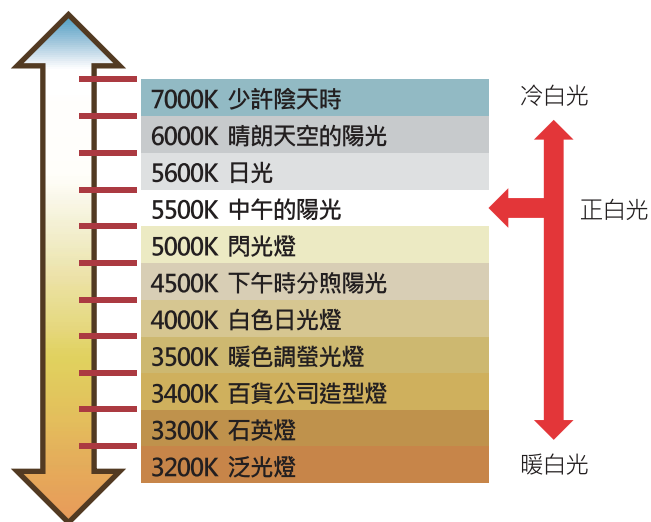 7000K 少許陰天時
6000K 晴朗天空的陽光
5600K 日光
5500K 中午的陽光
5000K 閃光燈
4500K 下午時分煦陽光
4000K 白色日光燈
3500K 暖色調螢光燈
3400K 百貨公司造型燈
3300K 石英燈
3200K 泛光燈
冷白光
正白光
暖白光